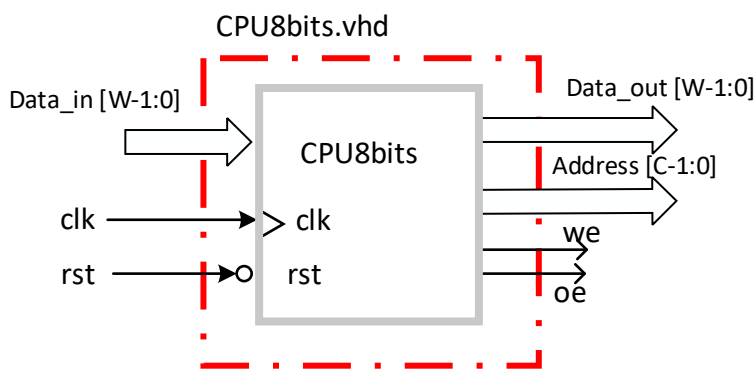 CPU8bits.vhd
Data_in [W-1:0]
Data_out [W-1:0]
CPU8bits
Address [C-1:0]
clk
clk
we
rst
rst
oe